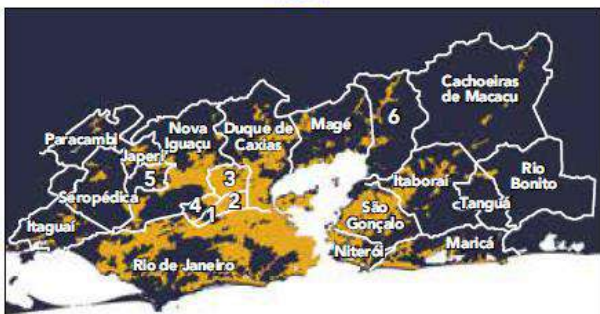 Cachoeiras
de Macacu
6
Magé
Duque de
Caxias
Nova
Iguaçu
Paracambi
Japeri
5
3
Seropédica
4
2
1
Itaguaí
Rio de Janeiro
Itaboraí
Rio
Bonito
Tanguá
São
Gonçalo
Niterói
Maricá